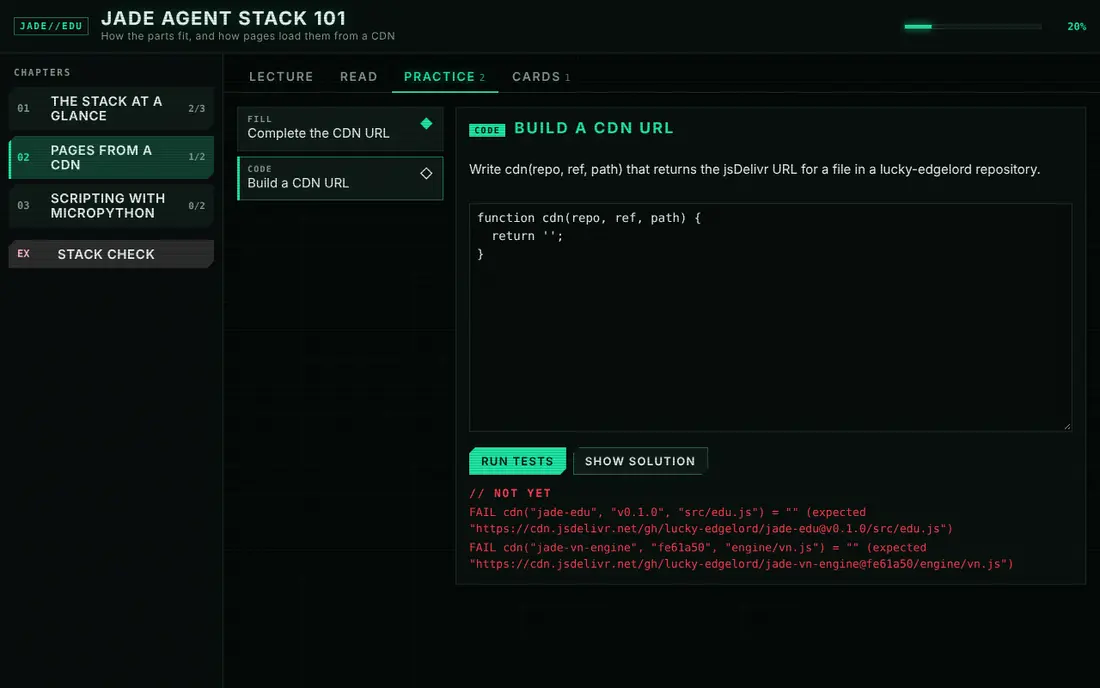 JADE//EDU
JADE AGENT STACK 101
How the parts fit, and how pages load them from a CDN
20%
CHAPTERS
01 THE STACK AT A GLANCE 2/3
02 PAGES FROM A CDN 1/2
03 SCRIPTING WITH MICROPYTHON 0/2
EX STACK CHECK
LECTURE READ PRACTICE 2 CARDS 1
FILL
Complete the CDN URL
CODE
Build a CDN URL
CODE BUILD A CDN URL
Write cdn(repo, ref, path) that returns the jsDelivr URL for a file in a lucky-edgelord repository.
function cdn(repo, ref, path) {
  return '';
}
RUN TESTS SHOW SOLUTION
// NOT YET
FAIL cdn("jade-edu", "v0.1.0", "src/edu.js") = "" (expected
"https://cdn.jsdelivr.net/gh/lucky-edgelord/jade-edu@v0.1.0/src/edu.js")
FAIL cdn("jade-vn-engine", "fe61a50", "engine/vn.js") = "" (expected
"https://cdn.jsdelivr.net/gh/lucky-edgelord/jade-vn-engine@fe61a50/engine/vn.js")